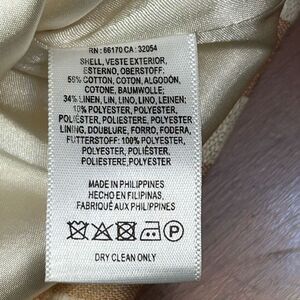 RN : 66170 CA : 32054
SHELL, VESTE EXTERIOR,
ESTERNO, OBERSTOFF:
56% COTTON, COTON, ALGODÓN,
COTONE, BAUMWOLLE;
34% LINEN, LIN, LINO, LINO, LEINEN;
10% POLYESTER, POLYESTER,
POLIÉSTER, POLIESTERE, POLYESTER
LINING, DOUBLURE, FORRO, FODERA,
FUTTERSTOFF: 100% POLYESTER,
POLYESTER, POLIÉSTER,
POLIESTERE, POLYESTER
MADE IN PHILIPPINES
HECHO EN FILIPINAS,
FABRIQUÉ AUX PHILIPPINES
P
DRY CLEAN ONLY